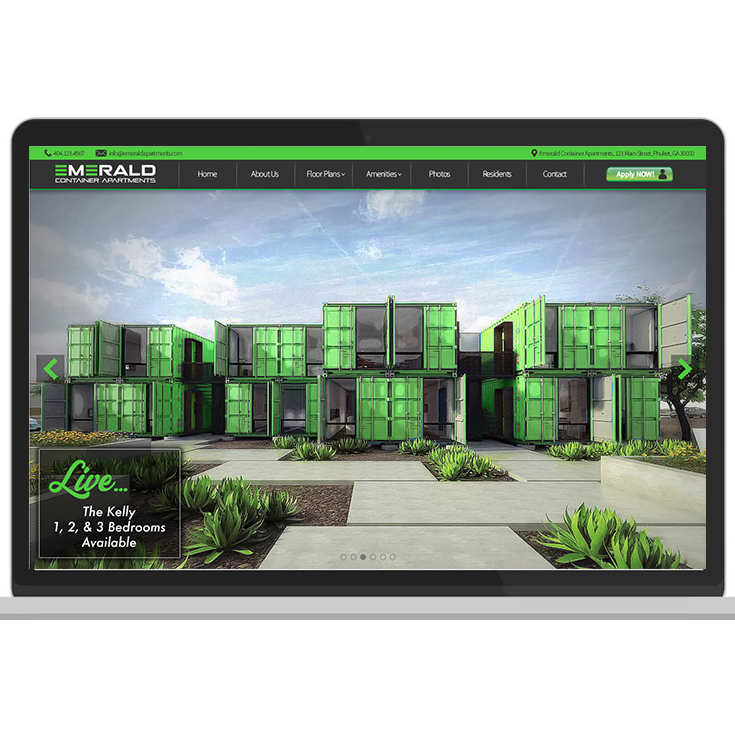 404.123.4567 info@emeraldapartments.com Emerald Container Apartments, 123 Main Street, Phuket, GA 30000
EMERALD
CONTAINER APARTMENTS
Home About Us Floor Plans Amenities Photos Residents Contact Apply NOW!
Live...
The Kelly
1, 2, & 3 Bedrooms
Available